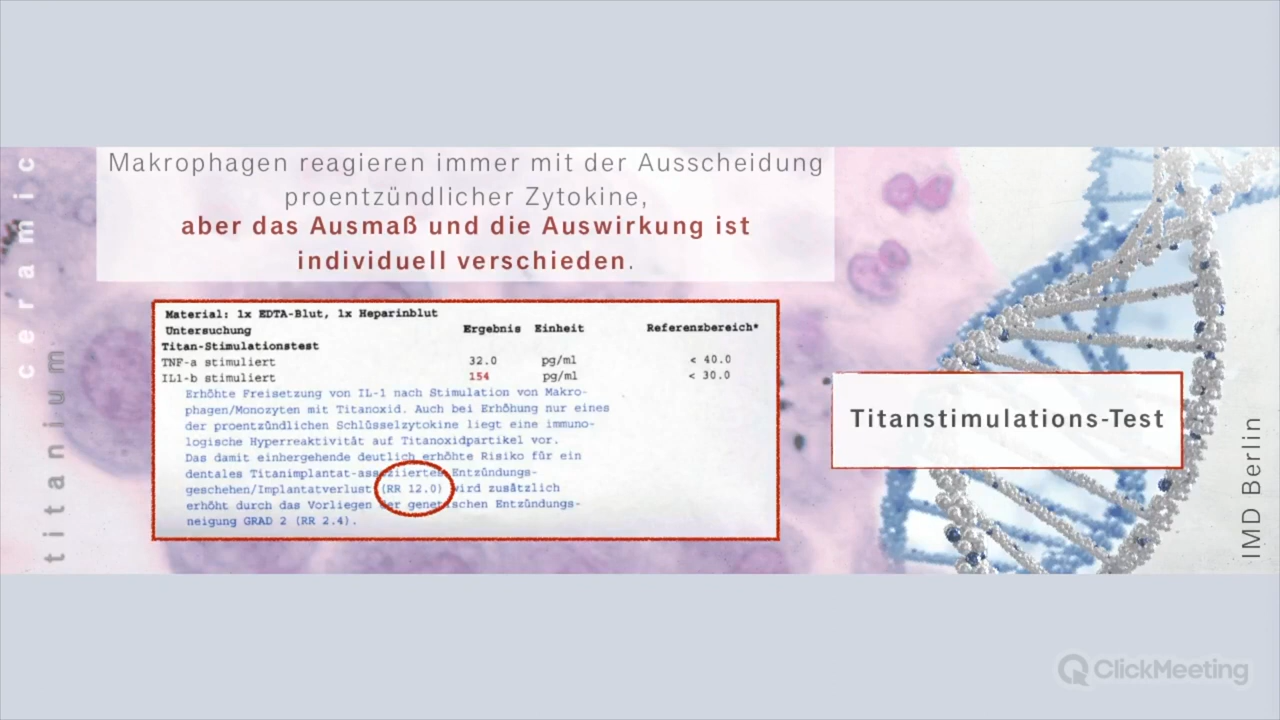 Makrophagen reagieren immer mit der Ausscheidung
proentzündlicher Zytokine,
aber das Ausmaß und die Auswirkung ist
individuell verschieden.
ceramic
titanium
Material: 1x EDTA-Blut, 1x Heparinblut
Untersuchung Ergebnis Einheit Referenzbereich*
Titan-Stimulationstest
TNF-a stimuliert 32.0 pg/ml < 40.0
IL1-b stimuliert 154 pg/ml < 30.0
Erhöhte Freisetzung von IL-1 nach Stimulation von Makro-
phagen/Monozyten mit Titanoxid. Auch bei Erhöhung nur eines
der proentzündlichen Schlüsselzytokine liegt eine immuno-
logische Hyperreaktivität auf Titanoxidpartikel vor.
Das damit einhergehende deutlich erhöhte Risiko für ein
dentales Titanimplantat-assoziiertes Entzündungs-
geschehen/Implantatverlust (RR 12.0) wird zusätzlich
erhöht durch das Vorliegen der genetischen Entzündungs-
neigung GRAD 2 (RR 2.4).
Titanstimulations-Test
IMD Berlin
ClickMeeting